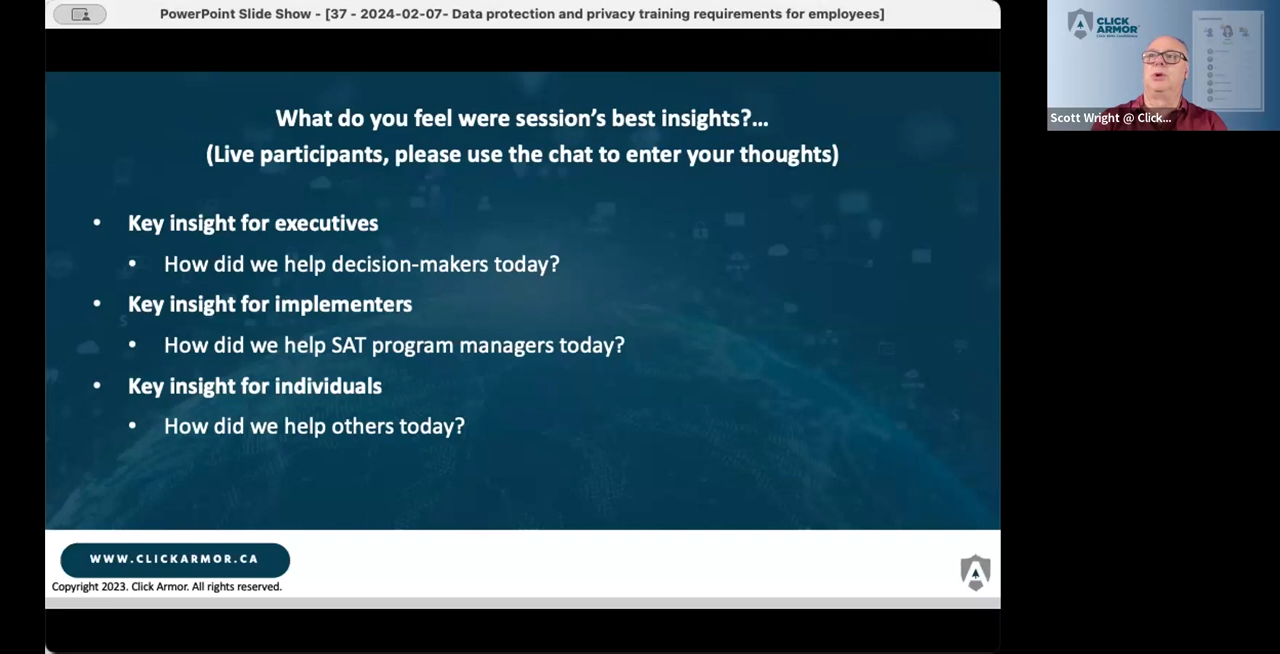 PowerPoint Slide Show - [37 - 2024-02-07- Data protection and privacy training requirements for employees]
CLICK
ARMOR
What do you feel were session’s best insights?...
(Live participants, please use the chat to enter your thoughts)
Scott Wright @ Click...
• Key insight for executives
• How did we help decision-makers today?
• Key insight for implementers
• How did we help SAT program managers today?
• Key insight for individuals
• How did we help others today?
WWW.CLICKARMOR.CA
Copyright 2023. Click Armor. All rights reserved.